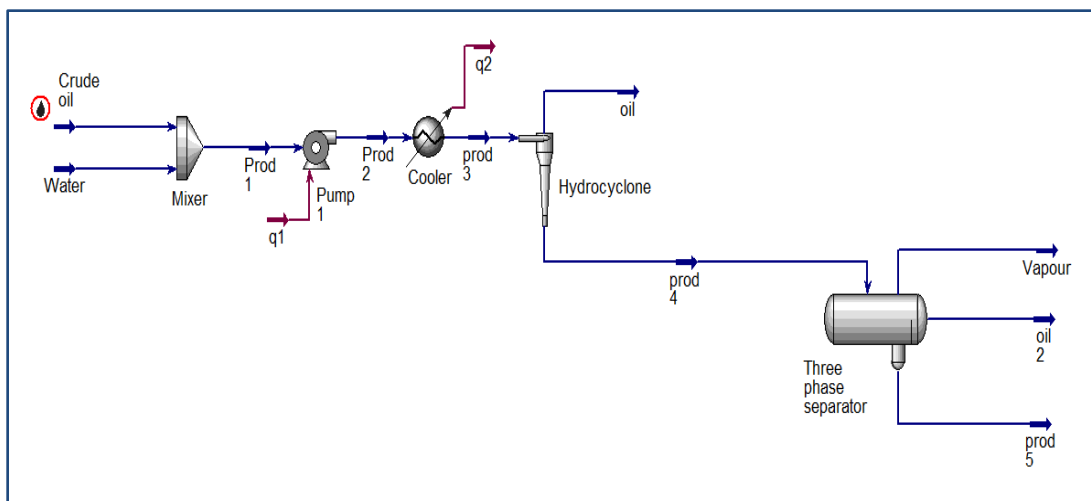 Crude
oil
Water
Mixer
Prod
1
q1
Pump
1
Prod
2
Cooler
q2
prod
3
oil
Hydrocyclone
prod
4
Three
phase
separator
Vapour
oil
2
prod
5